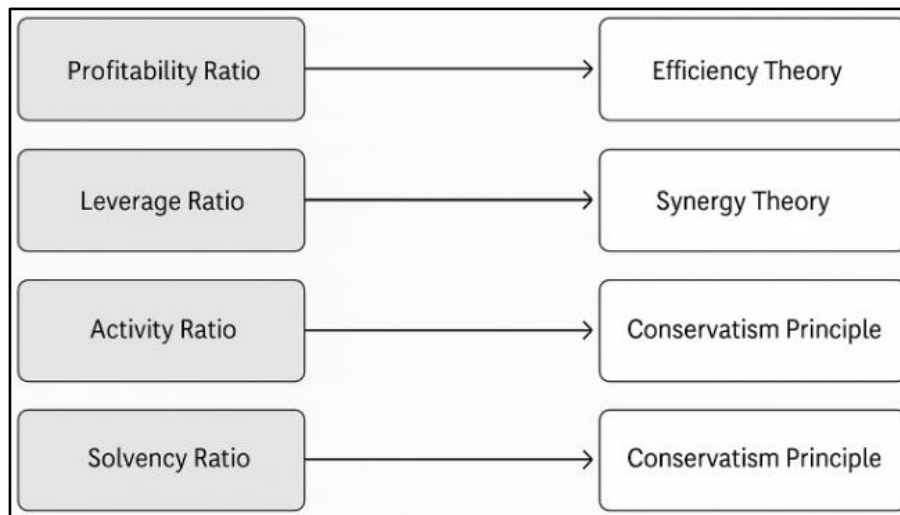 Profitability Ratio
Efficiency Theory
Leverage Ratio
Synergy Theory
Activity Ratio
Conservatism Principle
Solvency Ratio
Conservatism Principle